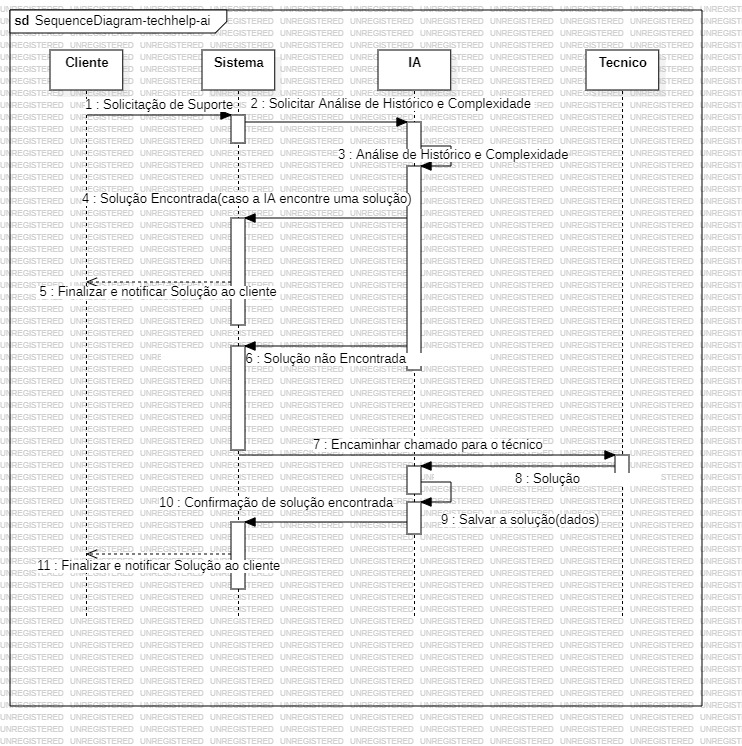 sd SequenceDiagram-techhelp-ai
Cliente
Sistema
IA
Tecnico
1 : Solicitação de Suporte
2 : Solicitar Análise de Histórico e Complexidade
3 : Análise de Histórico e Complexidade
4 : Solução Encontrada(caso a IA encontre uma solução)
5 : Finalizar e notificar Solução ao cliente
6 : Solução não Encontrada
7 : Encaminhar chamado para o técnico
8 : Solução
10 : Confirmação de solução encontrada
9 : Salvar a solução(dados)
11 : Finalizar e notificar Solução ao cliente
UNREGISTERED